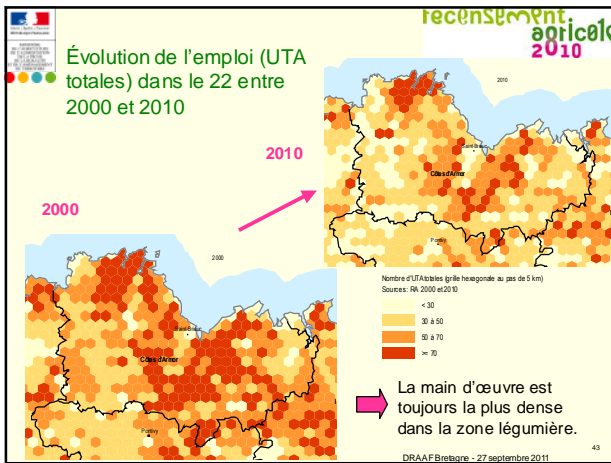 recensement
agricole
2010
Évolution de l'emploi (UTA
totales) dans le 22 entre
2000 et 2010
2010
2010
Saint-Brieuc
Côtes d'Armor
Pontivy
2000
2000
Saint-Brieuc
Côtes d'Armor
Pontivy
Nombre d'UTA totales (grille hexagonale au pas de 5 km)
Sources: RA 2000 et 2010
< 30
30 à 50
50 à 70
>= 70
La main d'œuvre est
toujours la plus dense
dans la zone légumière.
43
DRAAF Bretagne - 27 septembre 2011